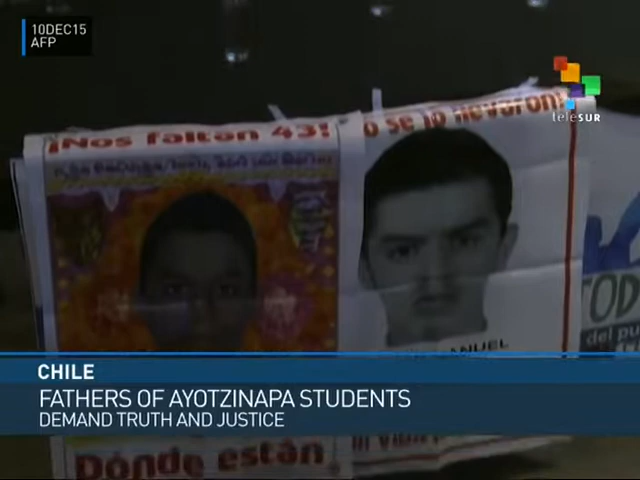 10DEC15
AFP
teleSUR
¡Nos faltan 43!
o se lo llevaron
MANUEL
TOD
del pu
CHILE
FATHERS OF AYOTZINAPA STUDENTS
DEMAND TRUTH AND JUSTICE
Dónde están